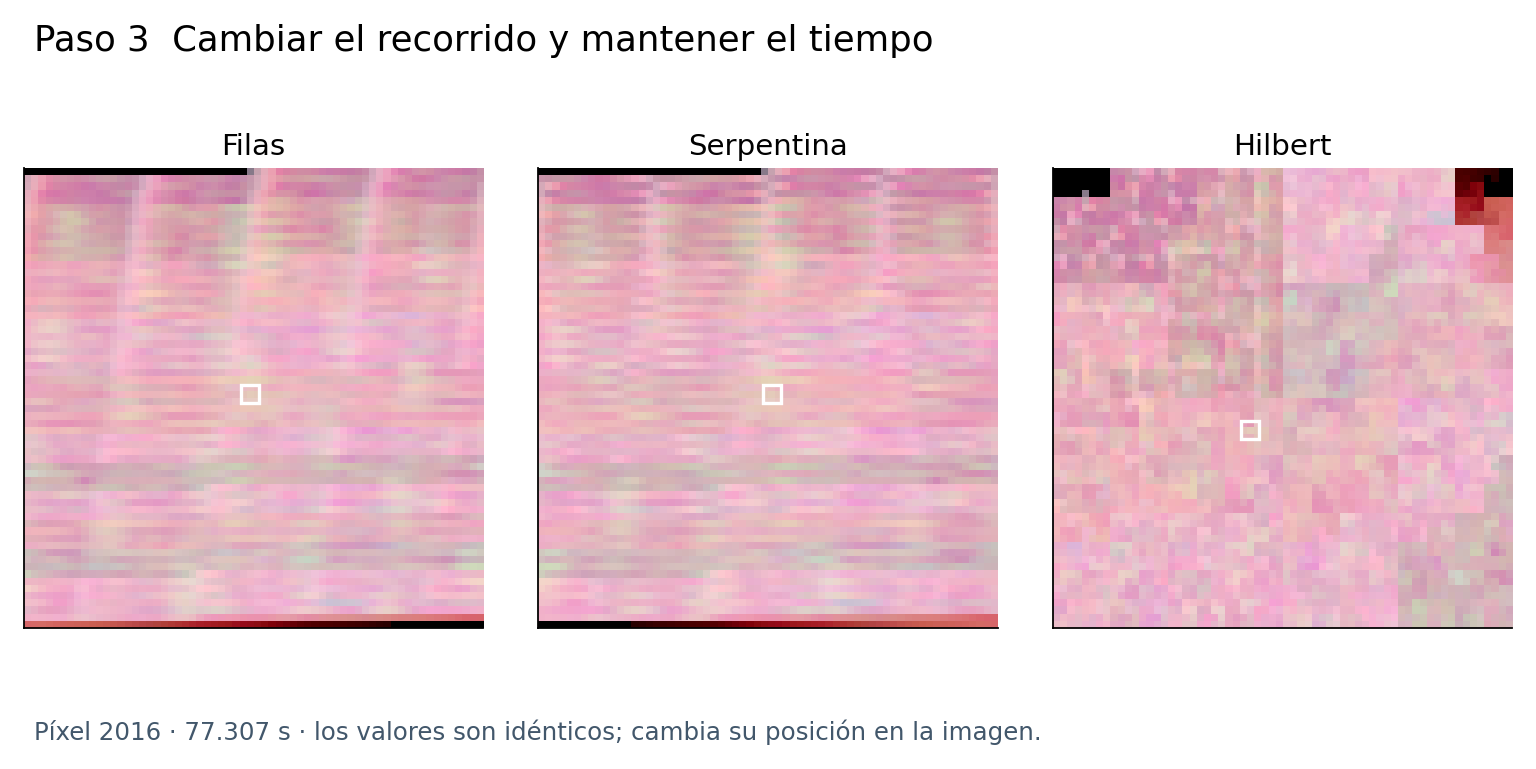 Paso 3  Cambiar el recorrido y mantener el tiempo
Filas
Serpentina
Hilbert
Píxel 2016 · 77.307 s · los valores son idénticos; cambia su posición en la imagen.